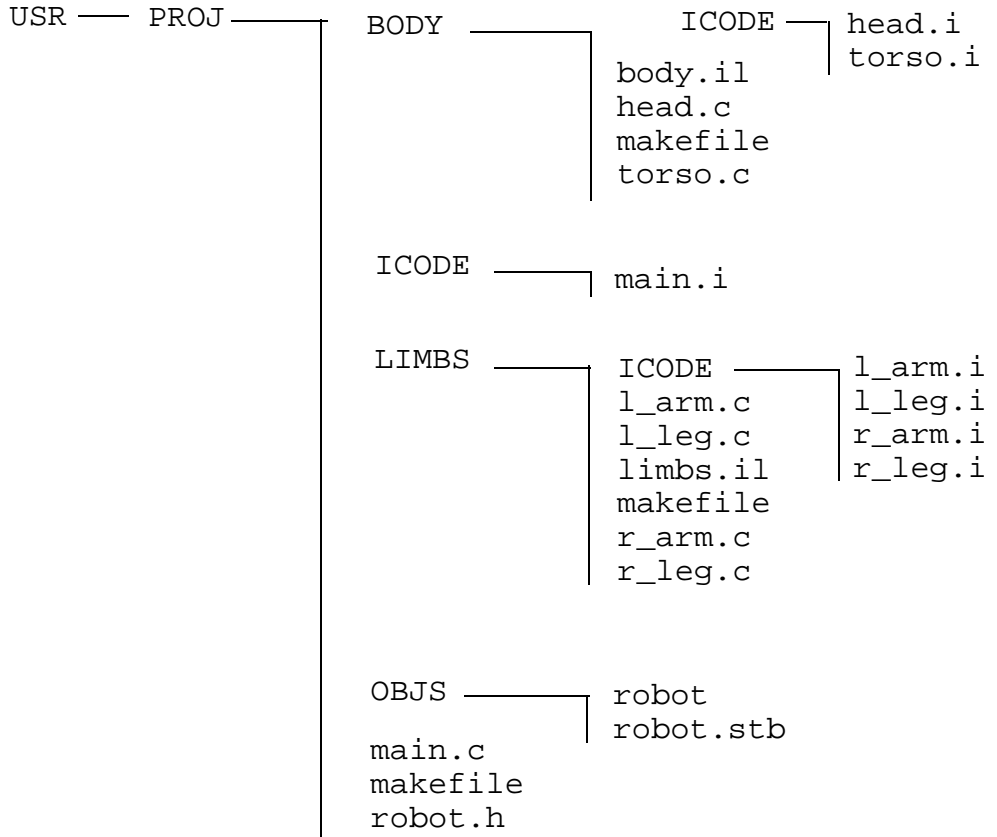 USR PROJ BODY ICODE head.i
torso.i
body.il
head.c
makefile
torso.c
ICODE main.i
LIMBS ICODE l_arm.i
l_arm.c l_leg.i
l_leg.c r_arm.i
limbs.il r_leg.i
makefile
r_arm.c
r_leg.c
OBJS robot
robot.stb
main.c
makefile
robot.h